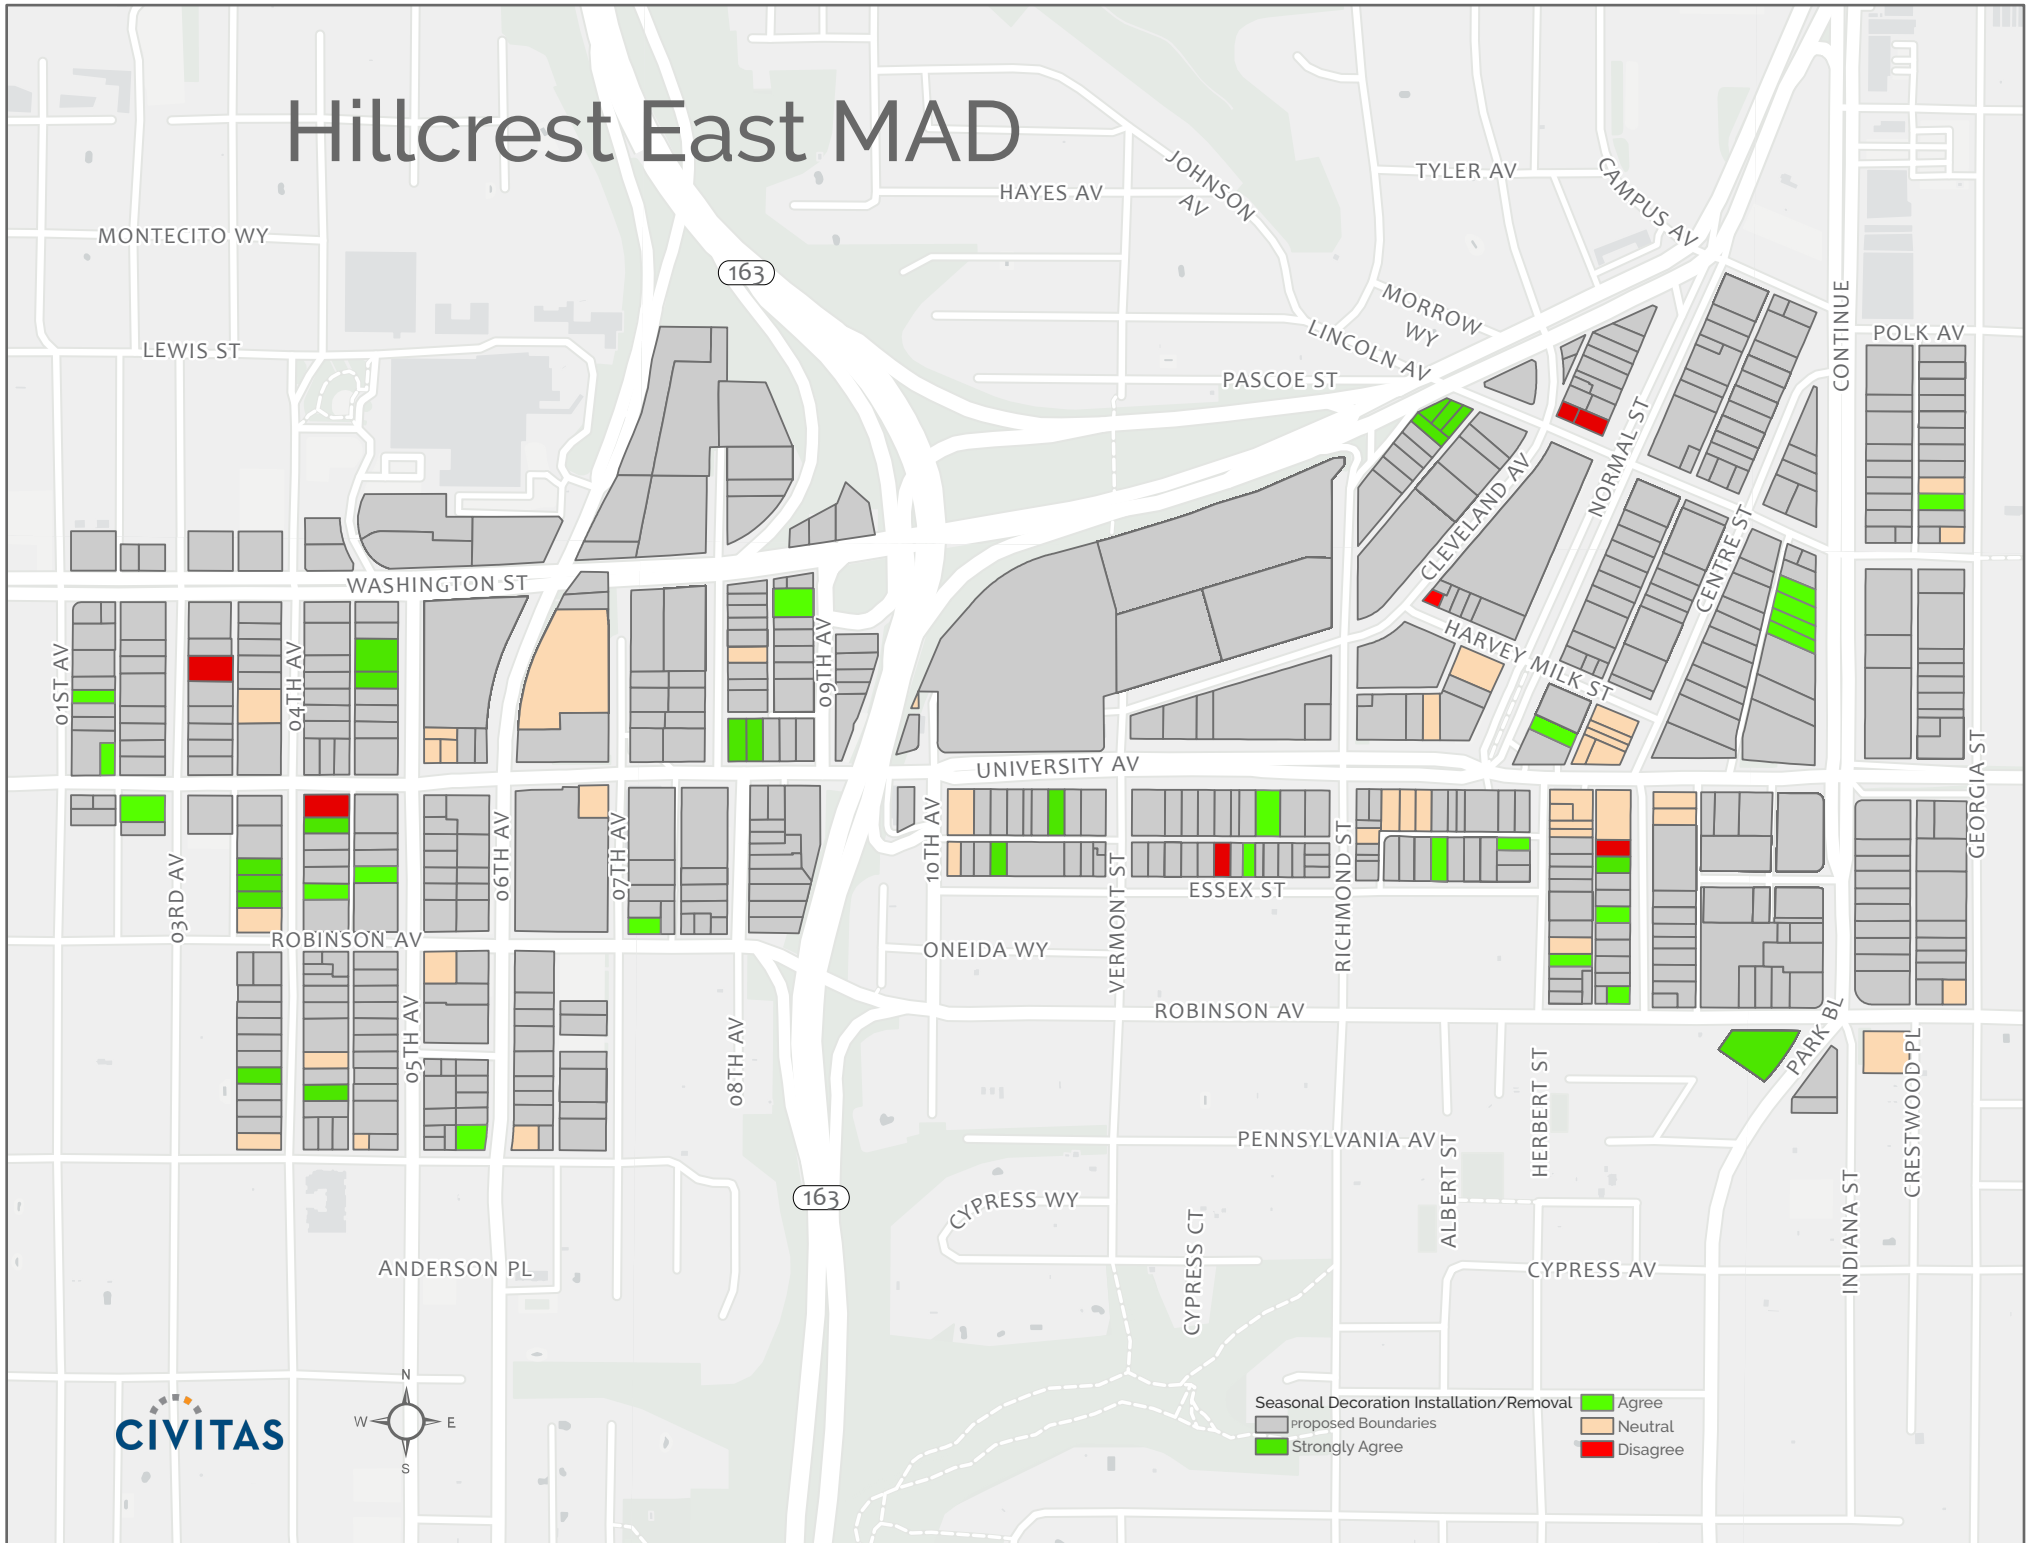 Hillcrest East MAD
HAYES AV
JOHNSON
AV
TYLER AV
CAMPUS AV
MONTECITO WY
163
MORROW
WY
LINCOLN AV
CONTINUE
POLK AV
LEWIS ST
PASCOE ST
NORMAL ST
CLEVELAND AV
CENTRE ST
WASHINGTON ST
01ST AV
04TH AV
09TH AV
HARVEY MILK ST
UNIVERSITY AV
GEORGIA ST
03RD AV
06TH AV
07TH AV
10TH AV
VERMONT ST
ESSEX ST
RICHMOND ST
ROBINSON AV
ONEIDA WY
05TH AV
08TH AV
ROBINSON AV
PARK BL
HERBERT ST
CRESTWOOD PL
PENNSYLVANIA AV
ALBERT ST
163
CYPRESS WY
CYPRESS CT
INDIANA ST
ANDERSON PL
CYPRESS AV
N
W
E
S
CIVITAS
Seasonal Decoration Installation/Removal
Proposed Boundaries
Strongly Agree
Agree
Neutral
Disagree